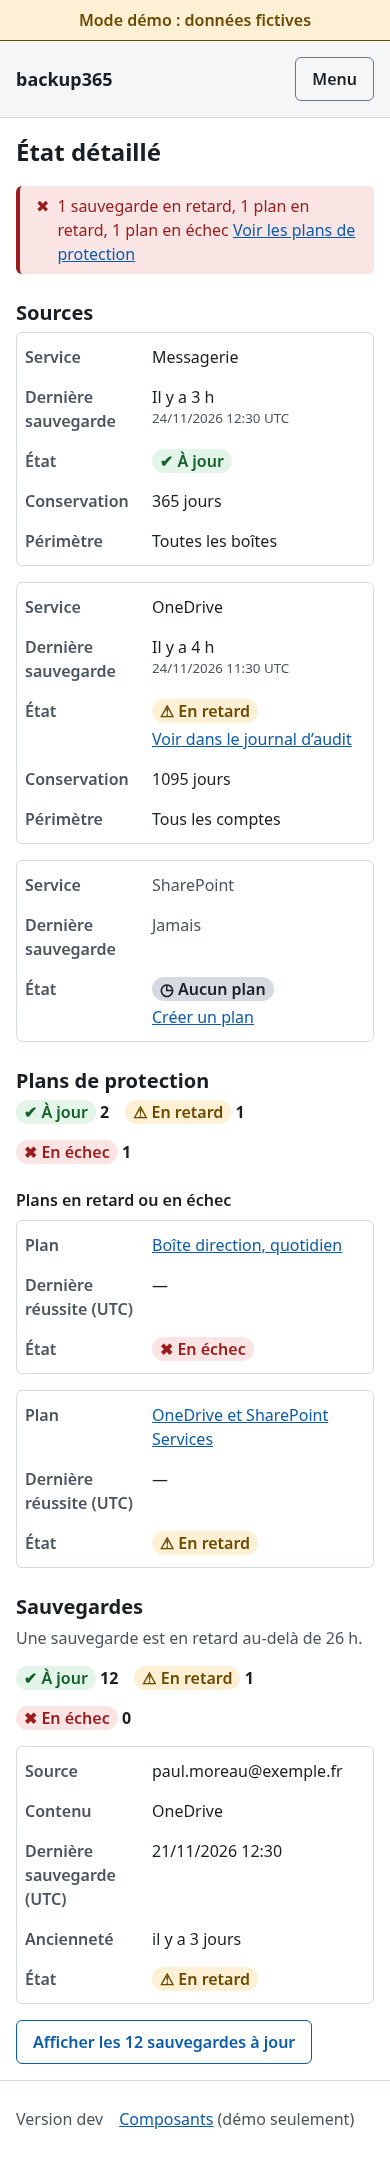 Mode démo : données fictives
backup365
Menu
État détaillé
✖ 1 sauvegarde en retard, 1 plan en
retard, 1 plan en échec Voir les plans de
protection
Sources
Service Messagerie
Dernière Il y a 3 h
sauvegarde 24/11/2026 12:30 UTC
État ✔ À jour
Conservation 365 jours
Périmètre Toutes les boîtes
Service OneDrive
Dernière Il y a 4 h
sauvegarde 24/11/2026 11:30 UTC
État ⚠ En retard
Voir dans le journal d’audit
Conservation 1095 jours
Périmètre Tous les comptes
Service SharePoint
Dernière Jamais
sauvegarde
État ◷ Aucun plan
Créer un plan
Plans de protection
✔ À jour 2 ⚠ En retard 1
✖ En échec 1
Plans en retard ou en échec
Plan Boîte direction, quotidien
Dernière —
réussite (UTC)
État ✖ En échec
Plan OneDrive et SharePoint
Services
Dernière —
réussite (UTC)
État ⚠ En retard
Sauvegardes
Une sauvegarde est en retard au-delà de 26 h.
✔ À jour 12 ⚠ En retard 1
✖ En échec 0
Source paul.moreau@exemple.fr
Contenu OneDrive
Dernière 21/11/2026 12:30
sauvegarde
(UTC)
Ancienneté il y a 3 jours
État ⚠ En retard
Afficher les 12 sauvegardes à jour
Version dev Composants (démo seulement)